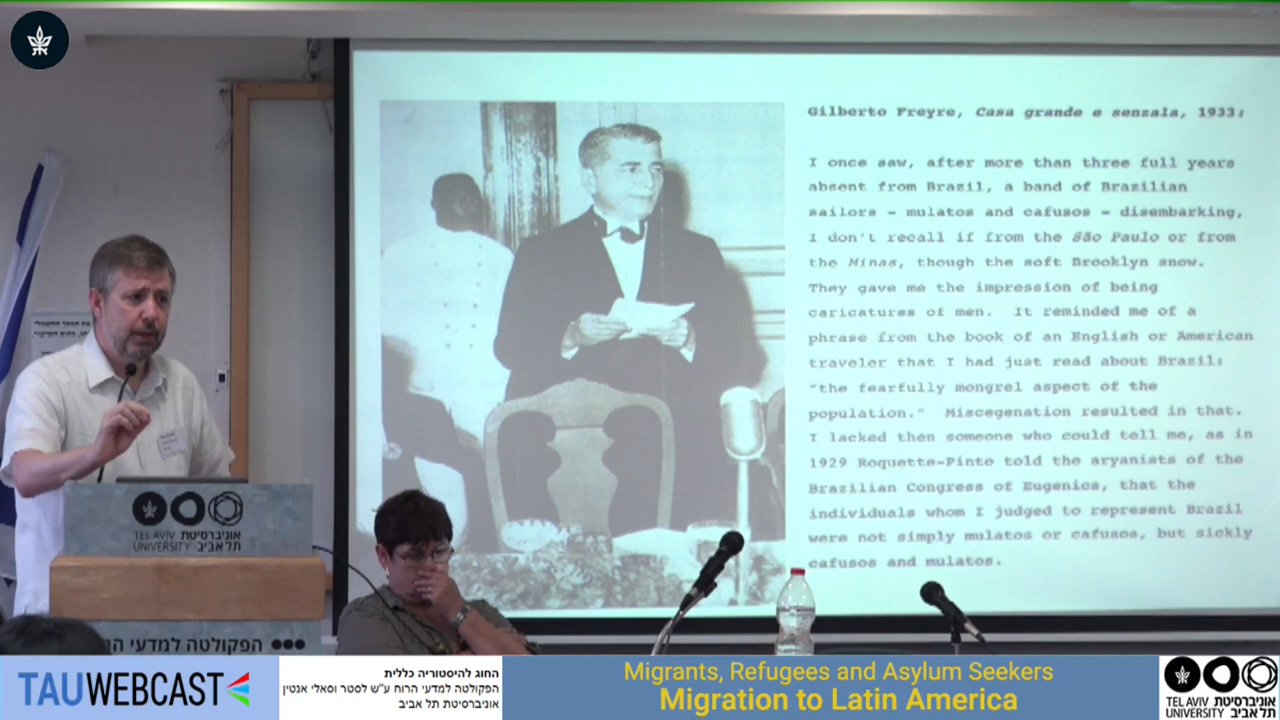 Gilberto Freyre, Casa grande e senzala, 1933:
I once saw, after more than three full years
absent from Brazil, a band of Brazilian
sailors - mulatos and cafusos - disembarking,
I don't recall if from the São Paulo or from
the Minas, though the soft Brooklyn snow.
They gave me the impression of being
caricatures of men. It reminded me of a
phrase from the book of an English or American
traveler that I had just read about Brazil:
"the fearfully mongrel aspect of the
population." Miscegenation resulted in that.
I lacked then someone who could tell me, as in
1929 Roquette-Pinto told the aryanists of the
Brazilian Congress of Eugenics, that the
individuals whom I judged to represent Brazil
were not simply mulatos or cafusos, but sickly
cafusos and mulatos.
TEL AVIV אוניברסיטת
UNIVERSITY תל אביב
הפקולטה למדעי
TAUWEBCAST
החוג להיסטוריה כללית
הפקולטה למדעי הרוח ע"ש לסטר וסאלי אנטין
אוניברסיטת תל אביב
Migrants, Refugees and Asylum Seekers
Migration to Latin America
TEL AVIV אוניברסיטת
UNIVERSITY תל אביב